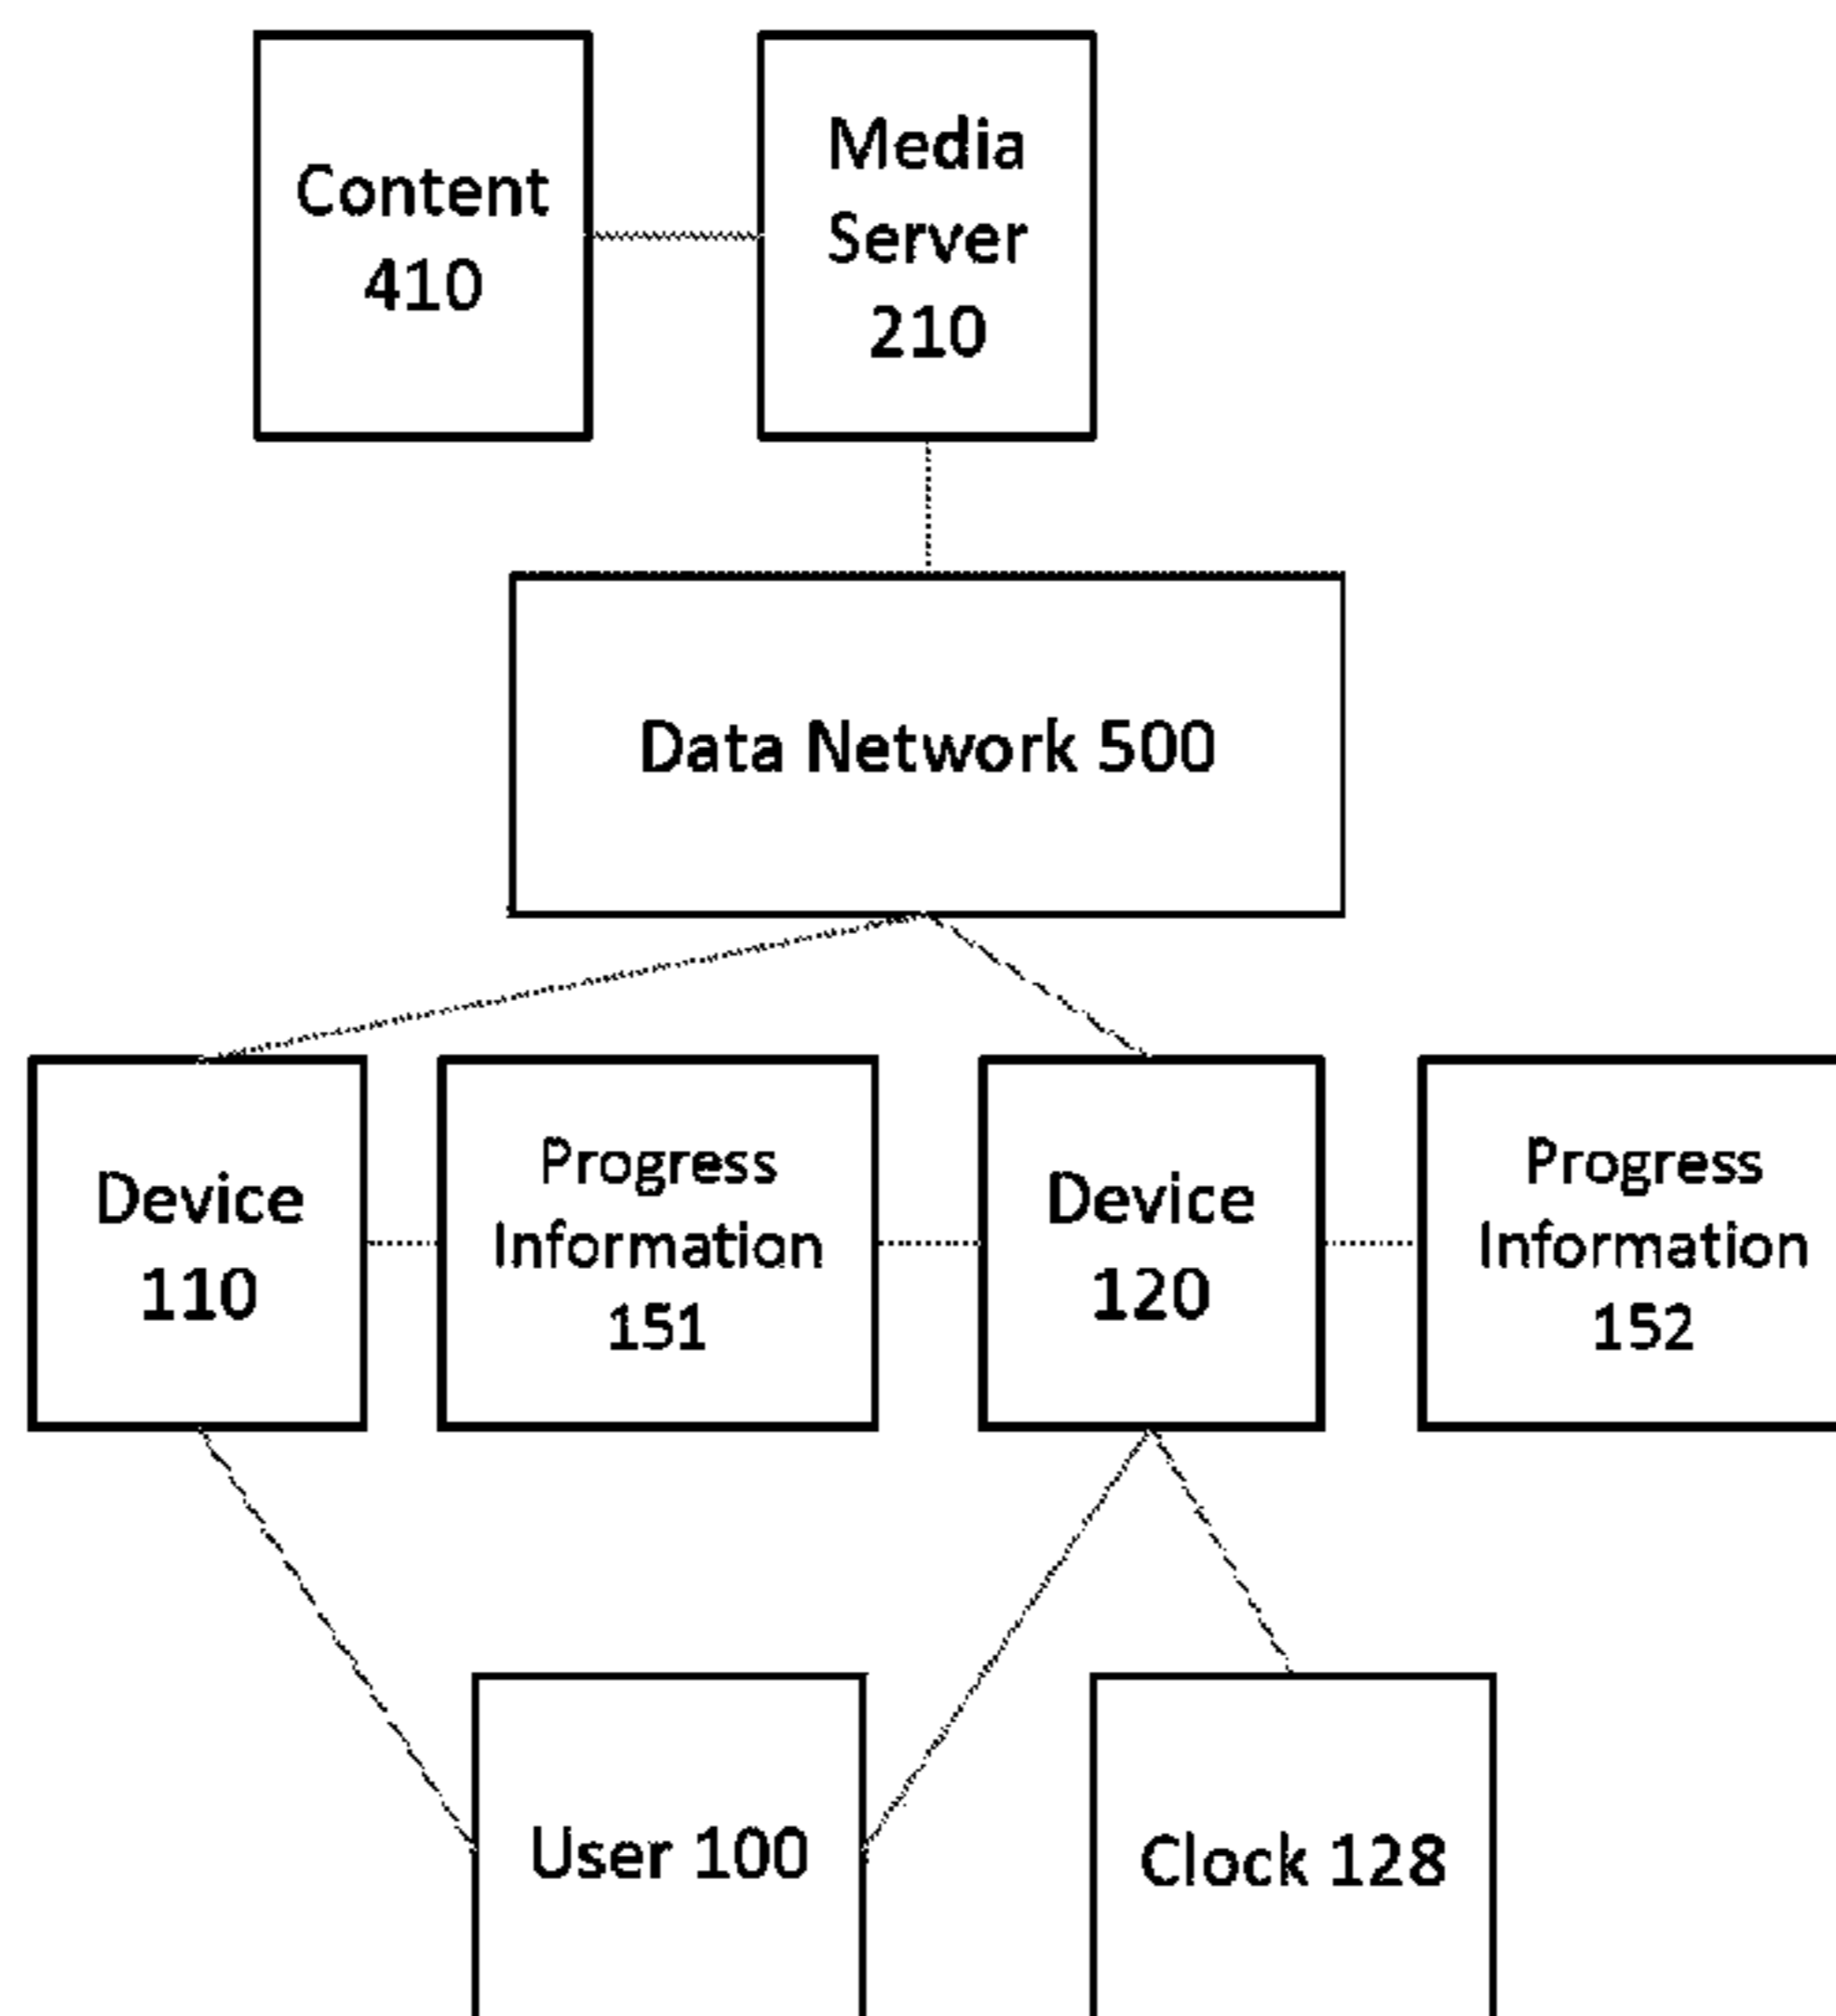 Content
410
Media
Server
210
Data Network 500
Device
110
Progress
Information
151
Device
120
Progress
Information
152
User 100
Clock 128